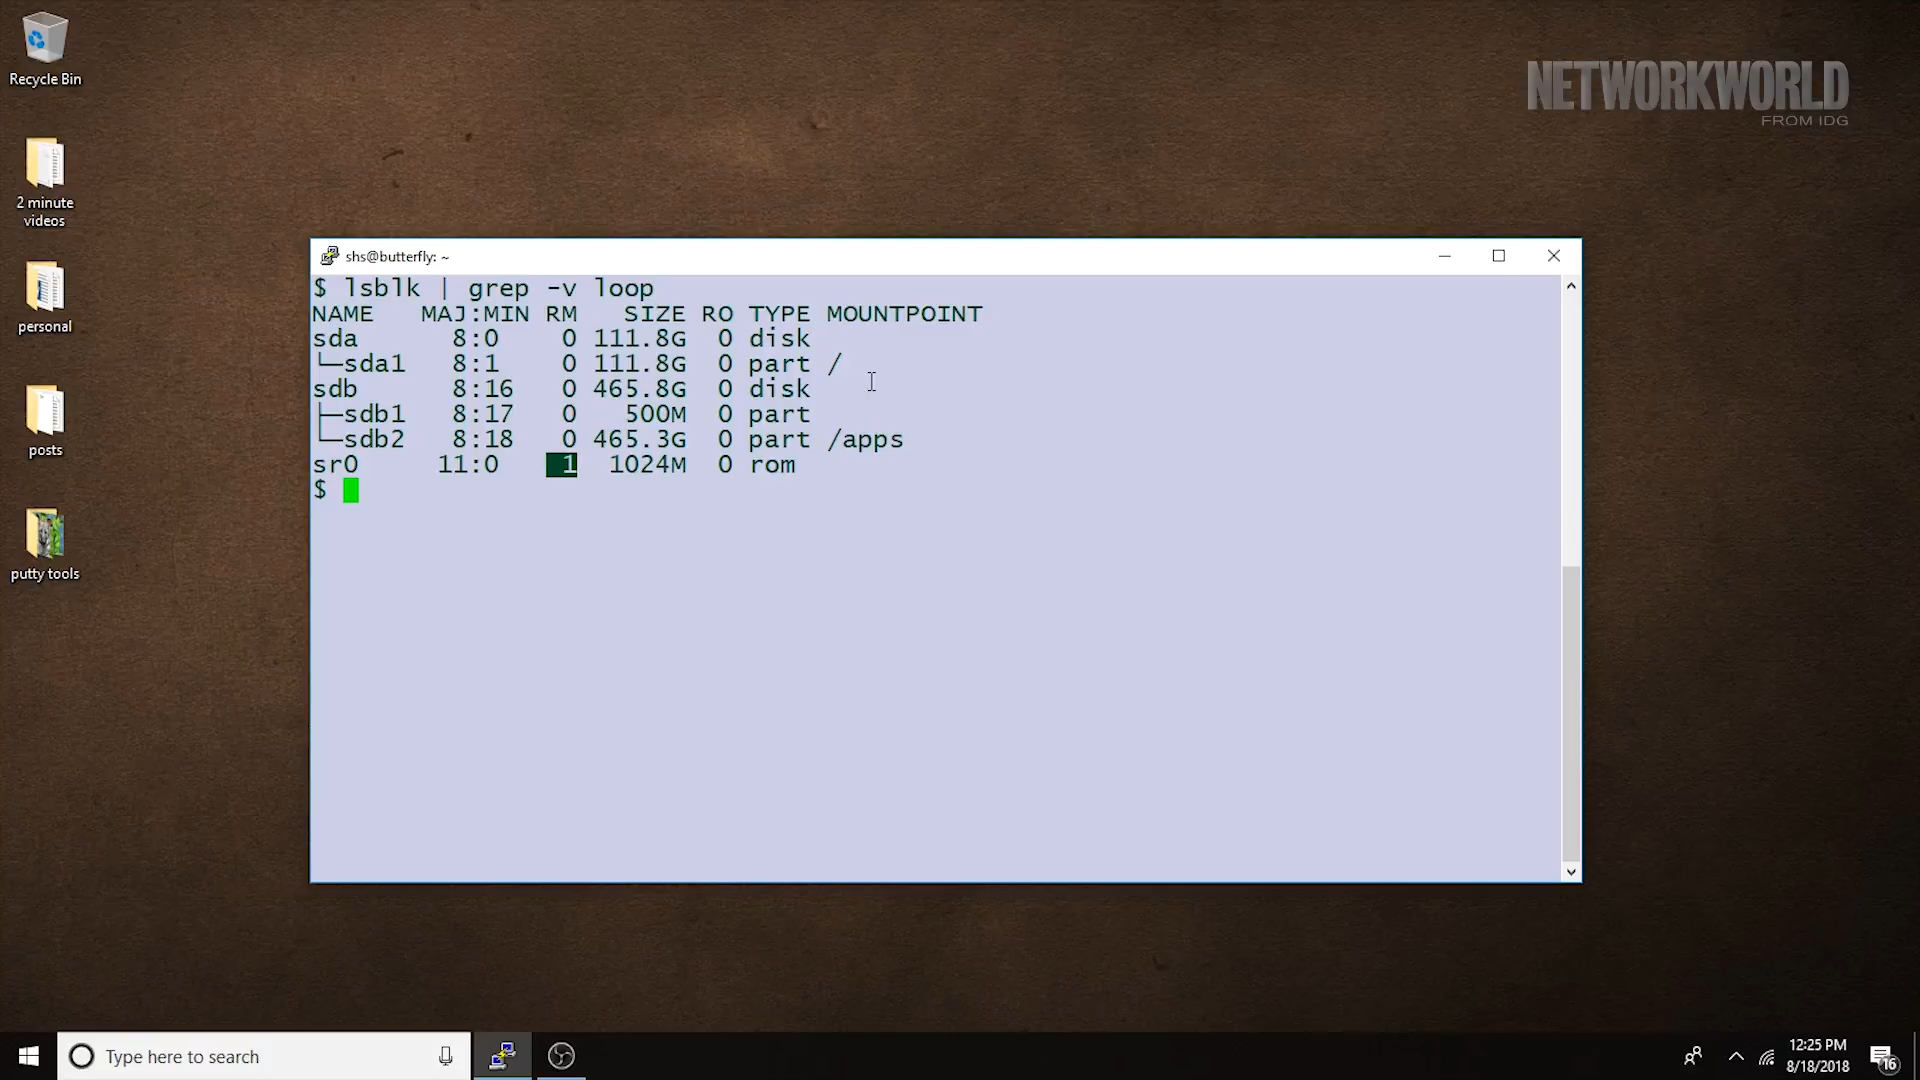 Recycle Bin
2 minute
videos
personal
posts
putty tools
NETWORKWORLD
FROM IDG
shs@butterfly: ~
$ lsblk | grep -v loop
NAME   MAJ:MIN RM   SIZE RO TYPE MOUNTPOINT
sda      8:0    0 111.8G  0 disk
└─sda1   8:1    0 111.8G  0 part /
sdb      8:16   0 465.8G  0 disk
├─sdb1   8:17   0   500M  0 part
└─sdb2   8:18   0 465.3G  0 part /apps
sr0     11:0    1  1024M  0 rom
$
Type here to search
12:25 PM
8/18/2018
16